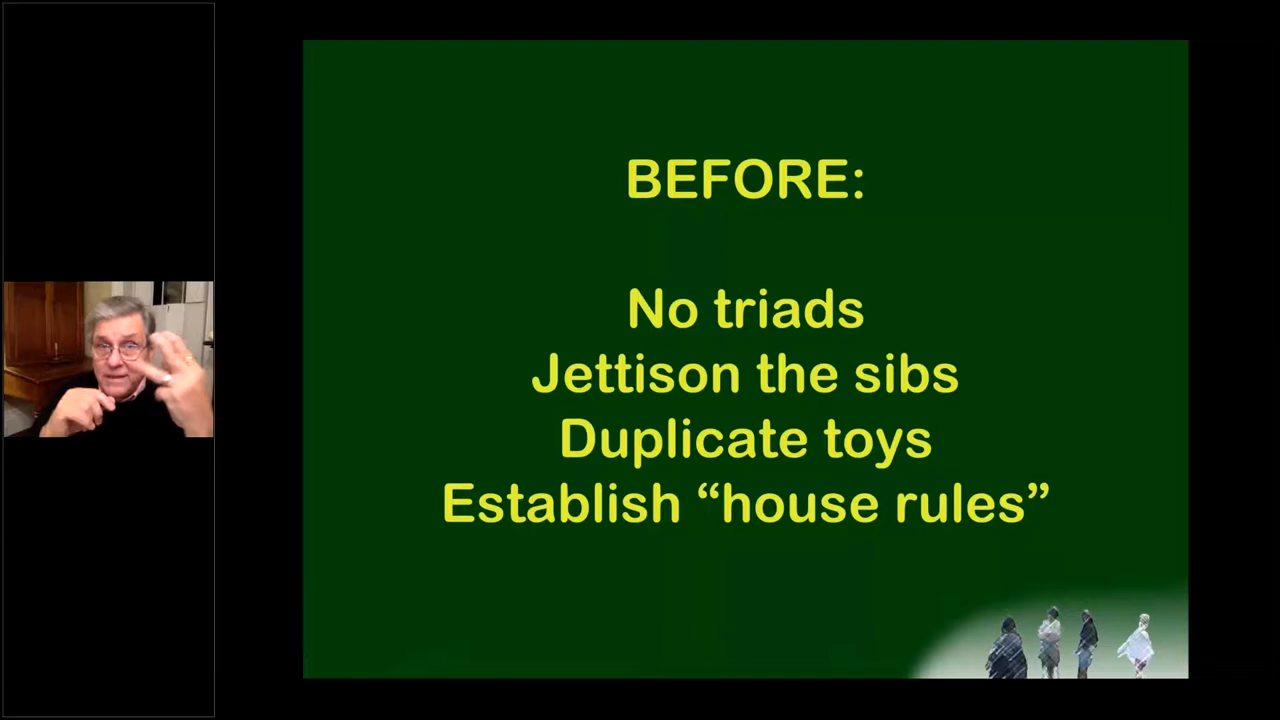 BEFORE:
No triads
Jettison the sibs
Duplicate toys
Establish “house rules”